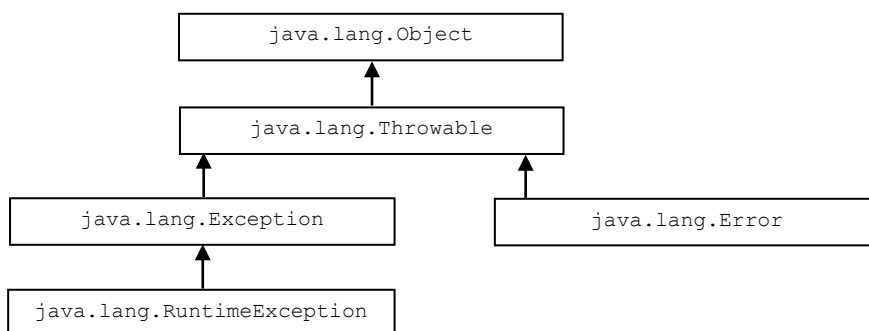 java.lang.Object
java.lang.Throwable
java.lang.Exception
java.lang.Error
java.lang.RuntimeException